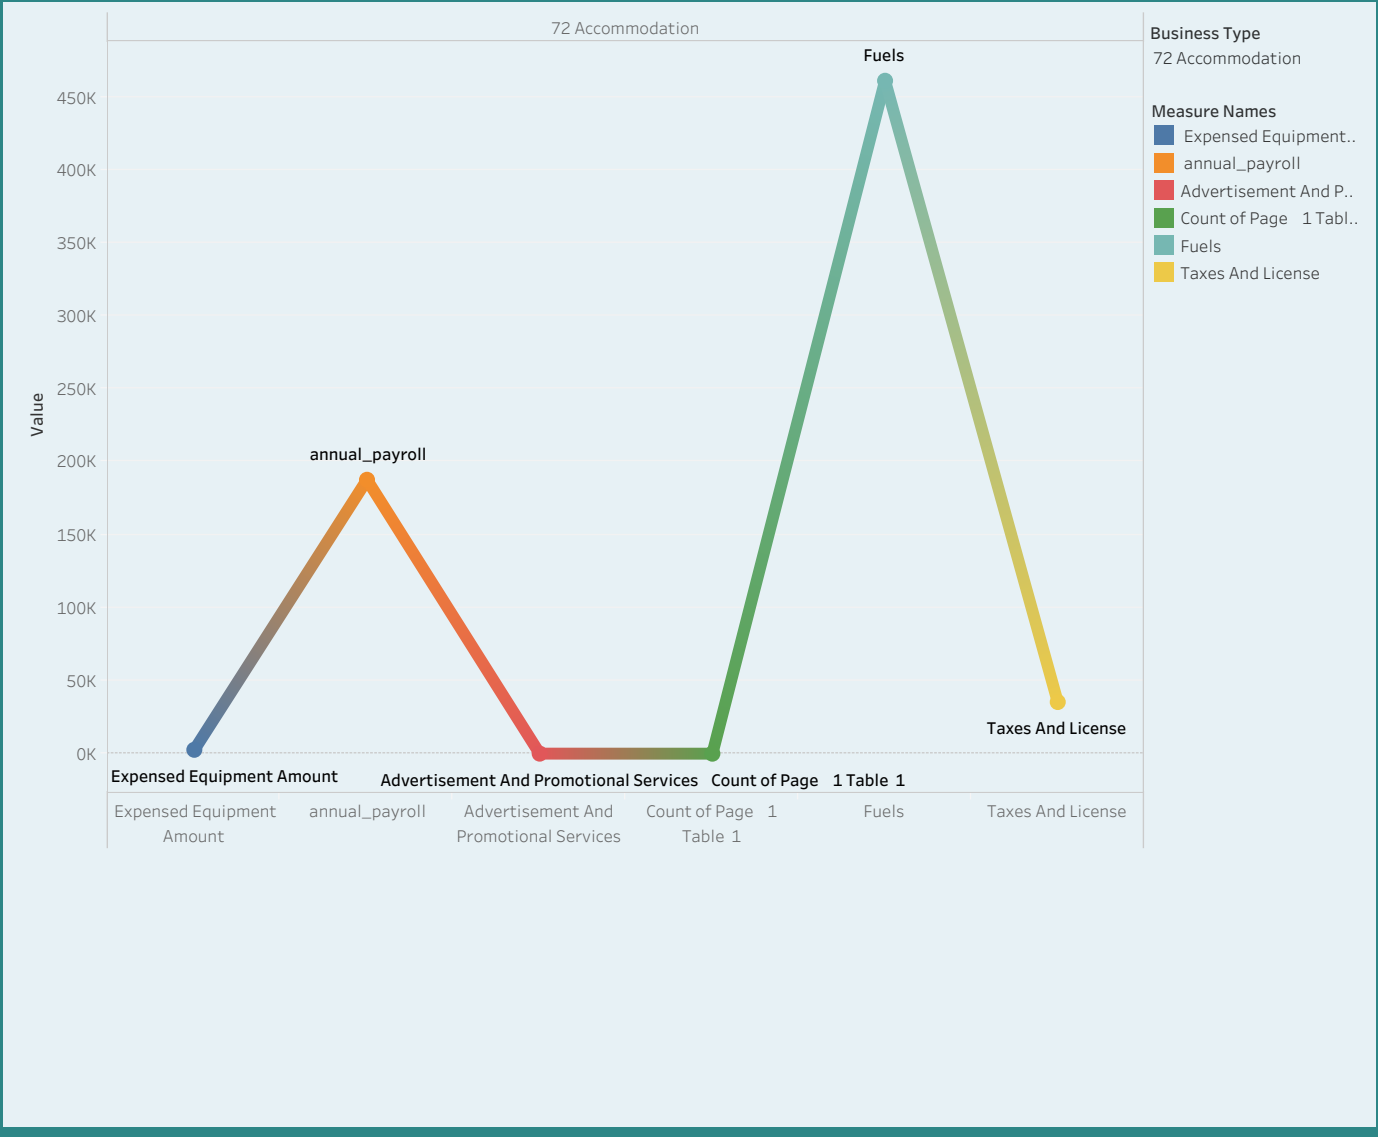 72 Accommodation
Business Type
72 Accommodation
Measure Names
Expensed Equipment..
annual_payroll
Advertisement And P..
Count of Page 1 Tabl..
Fuels
Taxes And License
Value
450K
400K
350K
300K
250K
200K
150K
100K
50K
0K
Fuels
annual_payroll
Taxes And License
Expensed Equipment Amount
Advertisement And Promotional Services
Count of Page 1 Table 1
Expensed Equipment
Amount
annual_payroll
Advertisement And
Promotional Services
Count of Page 1
Table 1
Fuels
Taxes And License